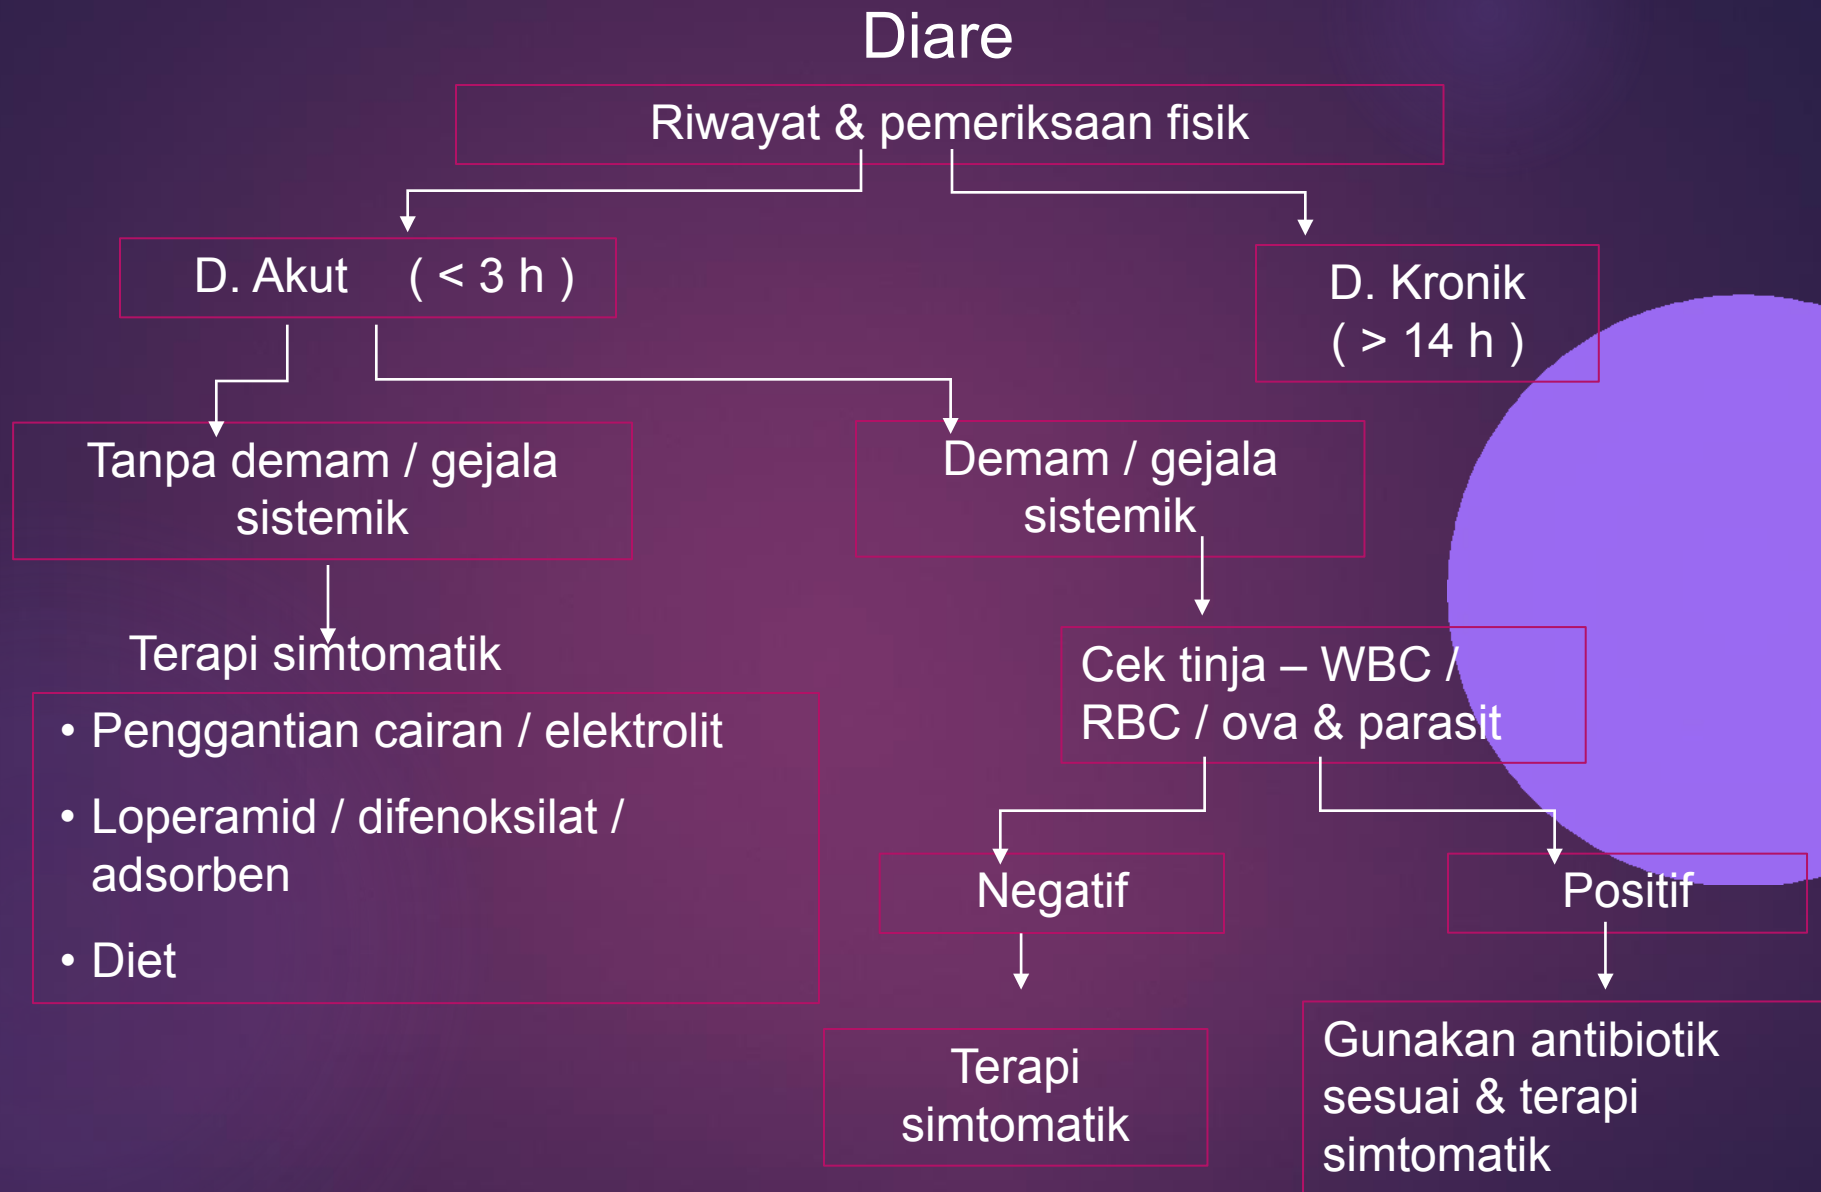 Diare
Riwayat & pemeriksaan fisik
D. Akut ( < 3 h )
D. Kronik
( > 14 h )
Tanpa demam / gejala
sistemik
Demam / gejala
sistemik
Terapi simtomatik
• Penggantian cairan / elektrolit
• Loperamid / difenoksilat /
adsorben
• Diet
Cek tinja – WBC /
RBC / ova & parasit
Negatif
Positif
Terapi
simtomatik
Gunakan antibiotik
sesuai & terapi
simtomatik